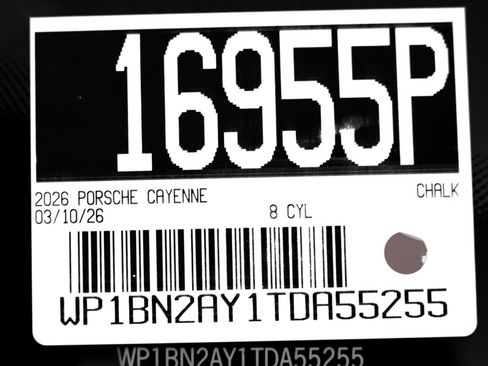 16955P
2026 PORSCHE CAYENNE CHALK
03/10/26 8 CYL
WP1BN2AY1TDA55255
WP1BN2AY1TDA55255